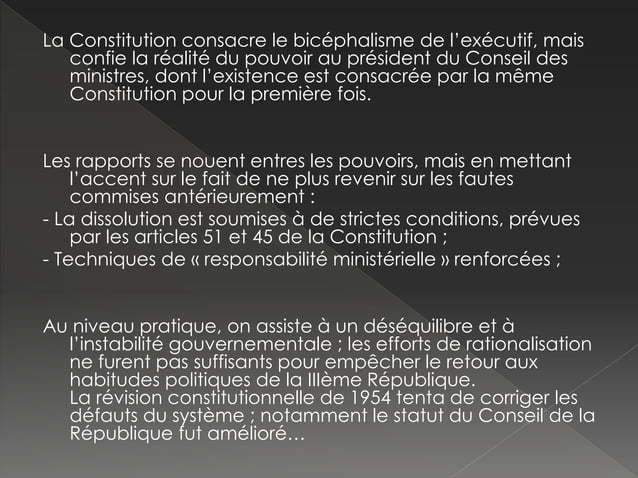 La Constitution consacre le bicéphalisme de l’exécutif, mais
confie la réalité du pouvoir au président du Conseil des
ministres, dont l’existence est consacrée par la même
Constitution pour la première fois.
Les rapports se nouent entres les pouvoirs, mais en mettant
l’accent sur le fait de ne plus revenir sur les fautes
commises antérieurement :
- La dissolution est soumises à de strictes conditions, prévues
par les articles 51 et 45 de la Constitution ;
- Techniques de « responsabilité ministérielle » renforcées ;
Au niveau pratique, on assiste à un déséquilibre et à
l’instabilité gouvernementale ; les efforts de rationalisation
ne furent pas suffisants pour empêcher le retour aux
habitudes politiques de la IIIème République.
La révision constitutionnelle de 1954 tenta de corriger les
défauts du système ; notamment le statut du Conseil de la
République fut amélioré…